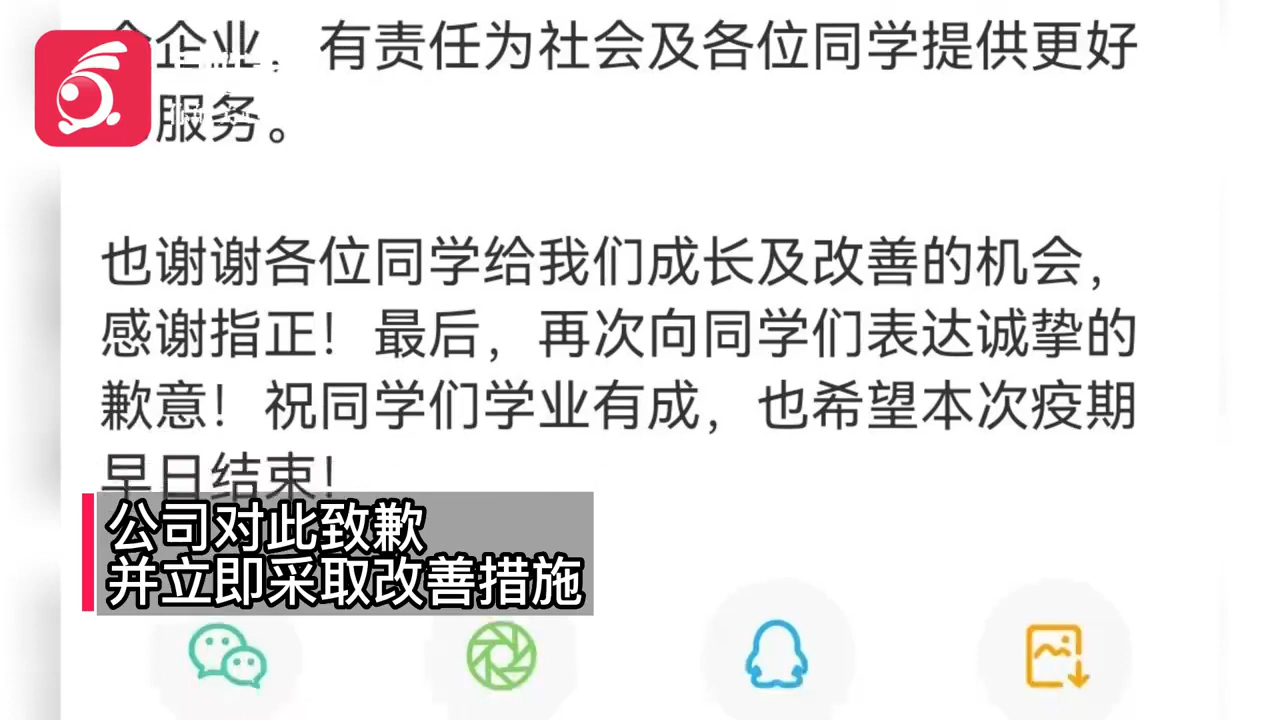 企业，有责任为社会及各位同学提供更好
服务。
也谢谢各位同学给我们成长及改善的机会，
感谢指正！最后，再次向同学们表达诚挚的
歉意！祝同学们学业有成，也希望本次疫期
早日结束！
公司对此致歉
并立即采取改善措施